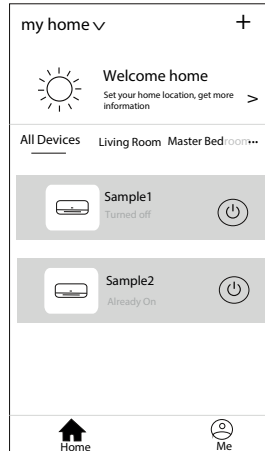 my home
Welcome home
Set your home location, get more
information
All Devices Living Room Master Bedroom
Sample1
Turned off
Sample2
Already On
Home Me